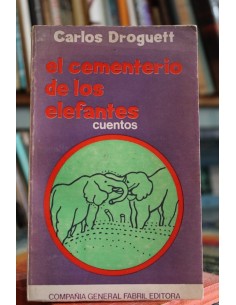 Carlos Droguett
el cementerio
de los
elefantes
cuentos
COMPAÑIA GENERAL FABRIL EDITORA